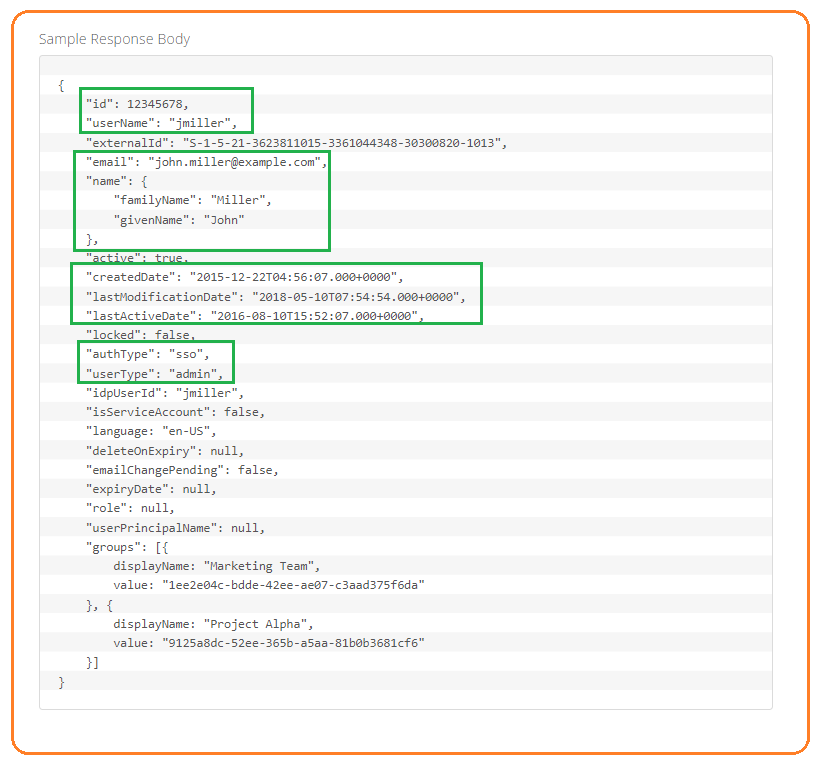 Sample Response Body
{
"id": 12345678,
"userName": "jmiller",
"externalId": "S-1-5-21-3623811015-3361044348-30300820-1013",
"email": "john.miller@example.com",
"name": {
"familyName": "Miller",
"givenName": "John"
},
"active": true,
"createdDate": "2015-12-22T04:56:07.000+0000",
"lastModificationDate": "2018-05-10T07:54:54.000+0000",
"lastActiveDate": "2016-08-10T15:52:07.000+0000",
"locked": false,
"authType": "sso",
"userType": "admin",
"idpUserId": "jmiller",
"isServiceAccount": false,
"language: "en-US",
"deleteOnExpiry": null,
"emailChangePending": false,
"expiryDate": null,
"role": null,
"userPrincipalName": null,
"groups": [{
displayName: "Marketing Team",
value: "1ee2e04c-bdde-42ee-ae07-c3aad375f6da"
}, {
displayName: "Project Alpha",
value: "9125a8dc-52ee-365b-a5aa-81b0b3681cf6"
}]
}